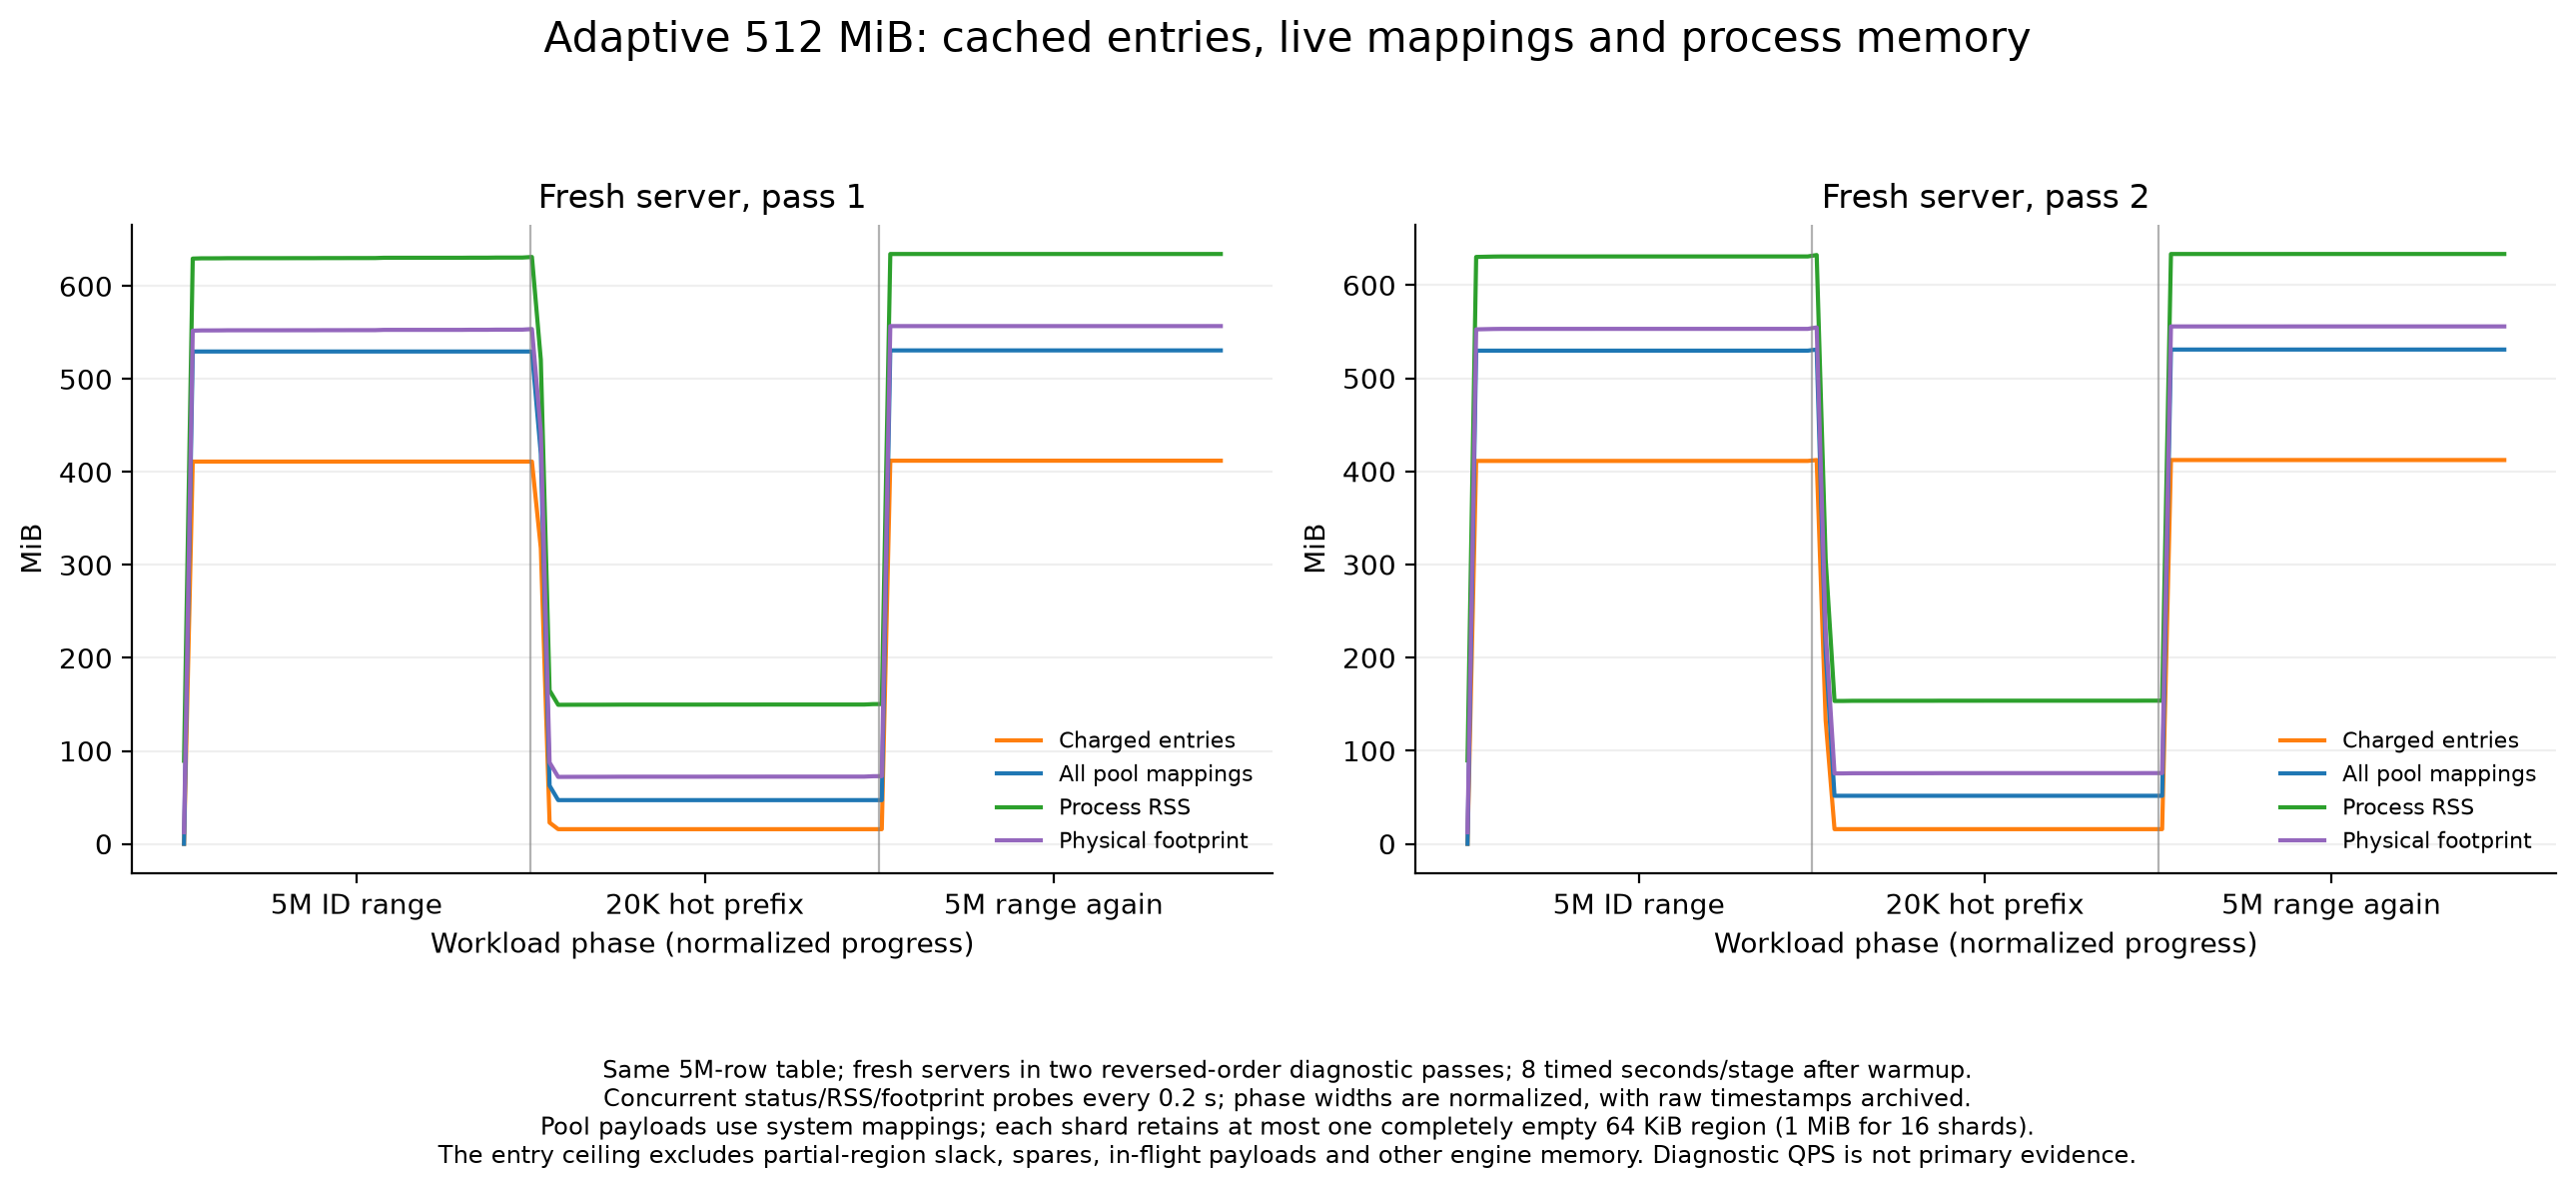 Adaptive 512 MiB: cached entries, live mappings and process memory
Fresh server, pass 1
MiB
600
500
400
300
200
100
0
5M ID range
20K hot prefix
5M range again
Workload phase (normalized progress)
Charged entries
All pool mappings
Process RSS
Physical footprint
Fresh server, pass 2
MiB
600
500
400
300
200
100
0
5M ID range
20K hot prefix
5M range again
Workload phase (normalized progress)
Charged entries
All pool mappings
Process RSS
Physical footprint
Same 5M-row table; fresh servers in two reversed-order diagnostic passes; 8 timed seconds/stage after warmup.
Concurrent status/RSS/footprint probes every 0.2 s; phase widths are normalized, with raw timestamps archived.
Pool payloads use system mappings; each shard retains at most one completely empty 64 KiB region (1 MiB for 16 shards).
The entry ceiling excludes partial-region slack, spares, in-flight payloads and other engine memory. Diagnostic QPS is not primary evidence.